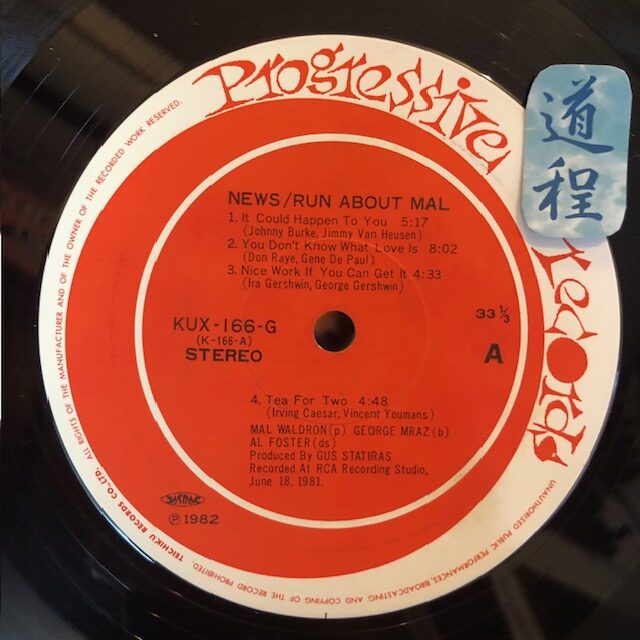 Progressive records
道程
NEWS/RUN ABOUT MAL
1. It Could Happen To You 5:17
(Johnny Burke, Jimmy Van Heusen)
2. You Don't Know What Love Is 8:02
(Don Raye, Gene De Paul)
3. Nice Work If You Can Get It 4:33
(Ira Gershwin, George Gershwin)
KUX-166-G
(K-166-A)
STEREO
33 1/3
A
4. Tea For Two 4:48
(Irving Caesar, Vincent Youmans)
MAL WALDRON(p) GEORGE MRAZ(b)
AL FOSTER(ds)
Produced By GUS STATIRAS
Recorded At RCA Recording Studio,
June 18, 1981.
JASRAC
Ⓟ1982
TEICHIKU RECORDS CO.,LTD. ALL RIGHTS OF THE MANUFACTURER AND OF THE OWNER OF THE RECORDED WORK RESERVED.
UNAUTHORISED PUBLIC PERFORMANCES, BROADCASTING AND COPYING OF THE RECORD PROHIBITED.